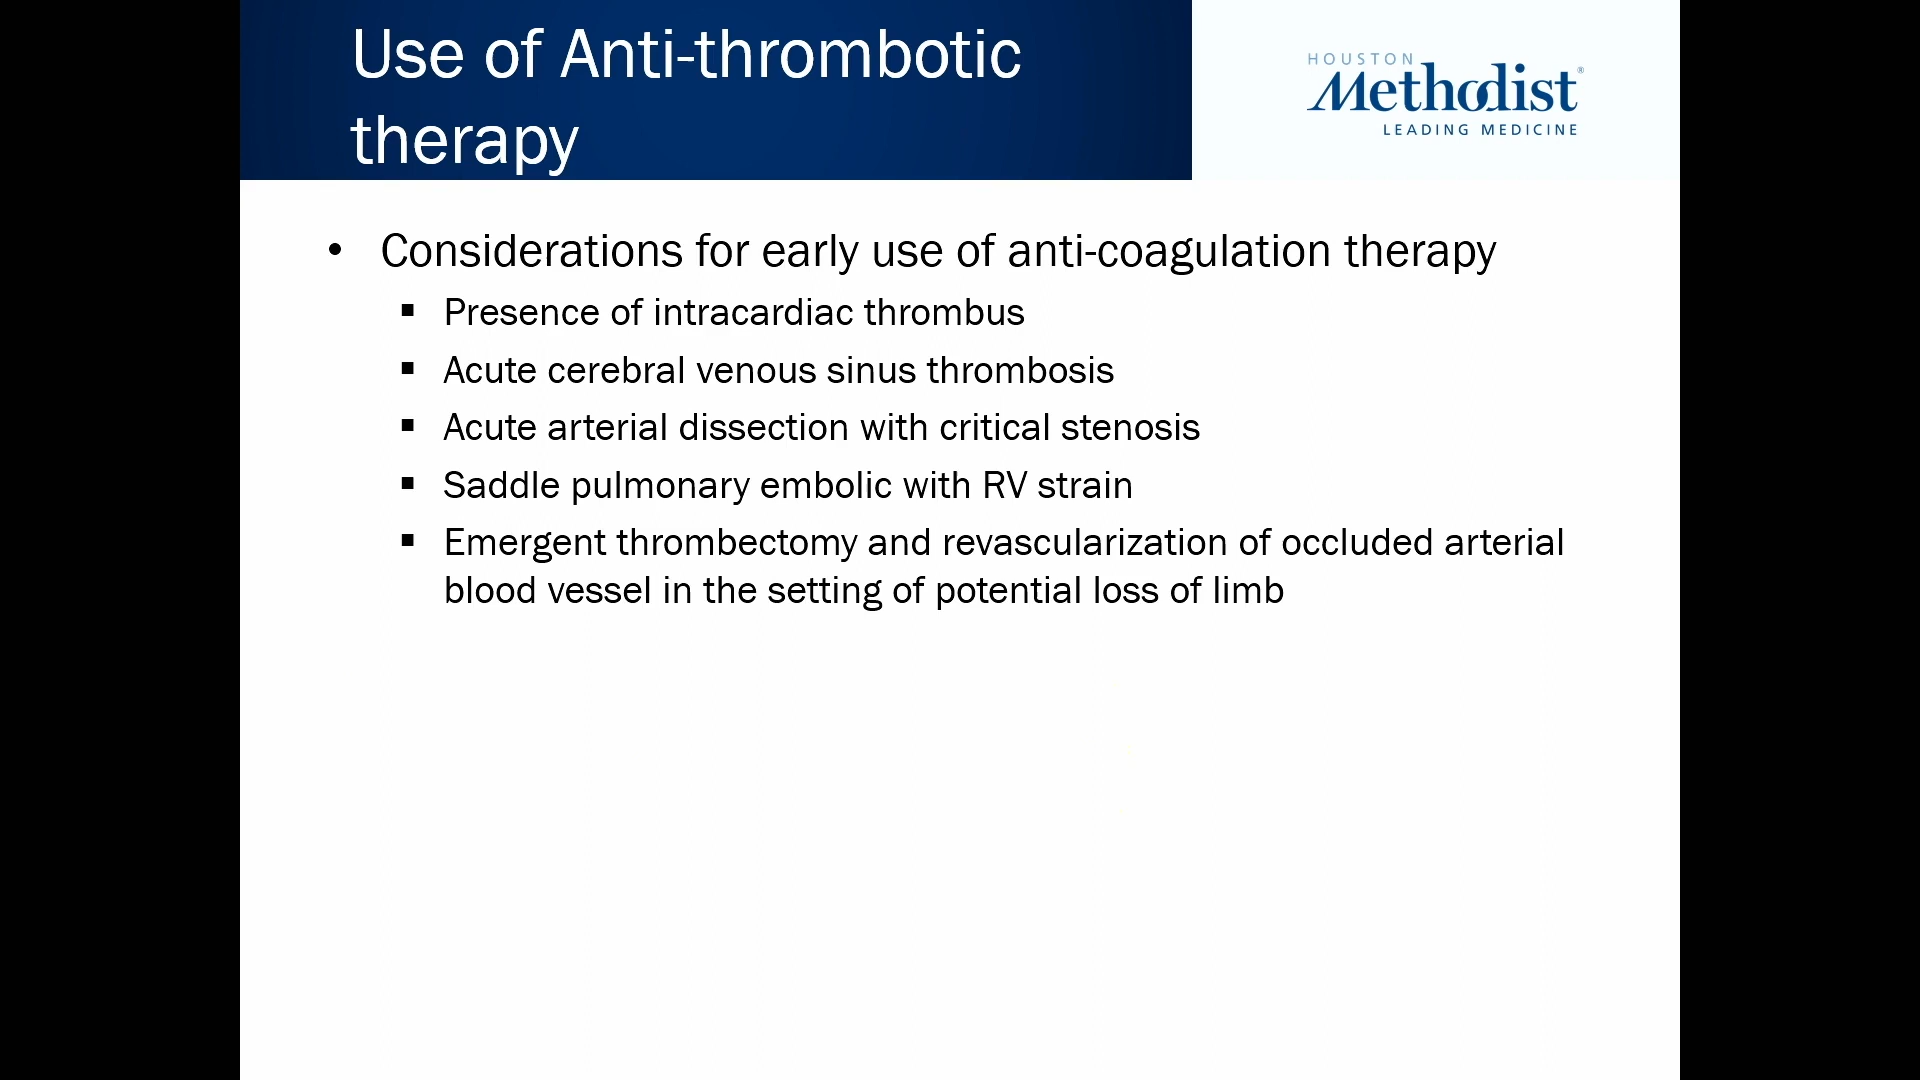 Use of Anti-thrombotic
therapy
HOUSTON
Methodist®
LEADING MEDICINE
• Considerations for early use of anti-coagulation therapy
▪ Presence of intracardiac thrombus
▪ Acute cerebral venous sinus thrombosis
▪ Acute arterial dissection with critical stenosis
▪ Saddle pulmonary embolic with RV strain
▪ Emergent thrombectomy and revascularization of occluded arterial
blood vessel in the setting of potential loss of limb